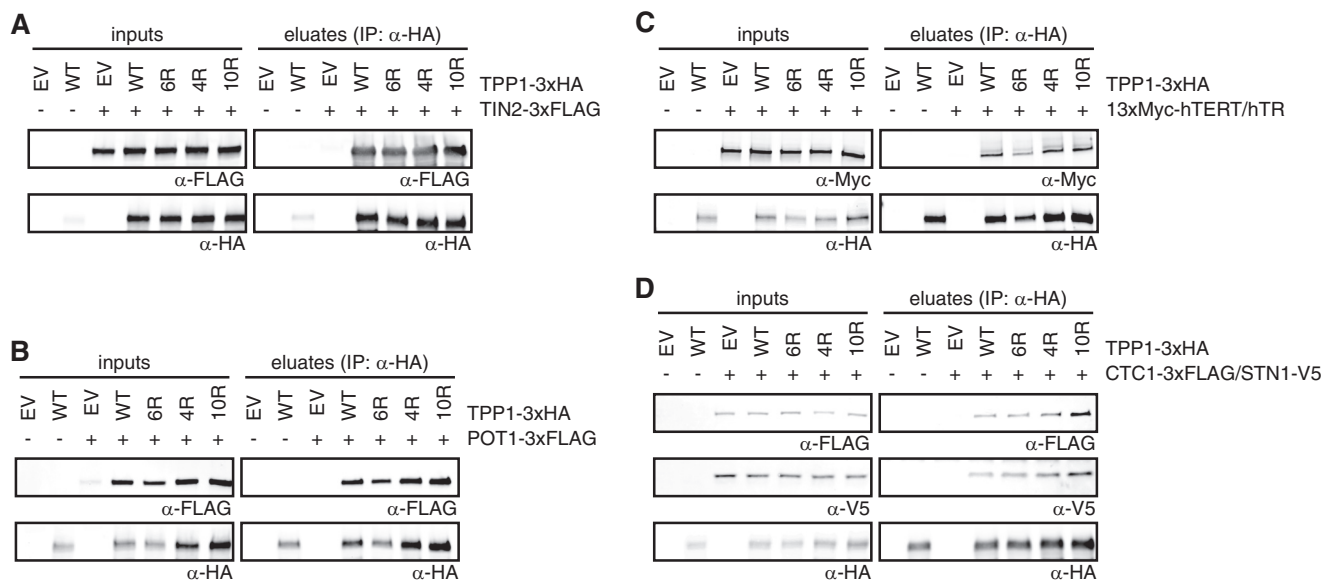 A
inputs
eluates (IP: α-HA)
EV WT EV WT 6R 4R 10R EV WT EV WT 6R 4R 10R TPP1-3xHA
- - + + + + + - - + + + + + TIN2-3xFLAG
α-FLAG α-FLAG
α-HA α-HA
B
inputs
eluates (IP: α-HA)
EV WT EV WT 6R 4R 10R EV WT EV WT 6R 4R 10R TPP1-3xHA
- - + + + + + - - + + + + + POT1-3xFLAG
α-FLAG α-FLAG
α-HA α-HA
C
inputs
eluates (IP: α-HA)
EV WT EV WT 6R 4R 10R EV WT EV WT 6R 4R 10R TPP1-3xHA
- - + + + + + - - + + + + + 13xMyc-hTERT/hTR
α-Myc α-Myc
α-HA α-HA
D
inputs
eluates (IP: α-HA)
EV WT EV WT 6R 4R 10R EV WT EV WT 6R 4R 10R TPP1-3xHA
- - + + + + + - - + + + + + CTC1-3xFLAG/STN1-V5
α-FLAG α-FLAG
α-V5 α-V5
α-HA α-HA